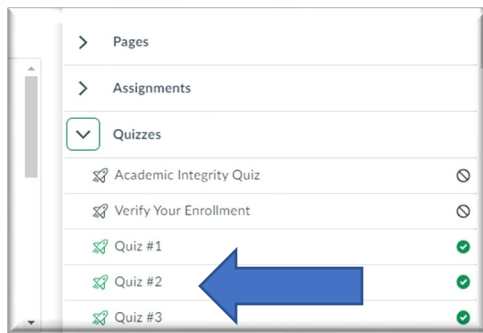 Pages
Assignments
Quizzes
Academic Integrity Quiz
Verify Your Enrollment
Quiz #1
Quiz #2
Quiz #3